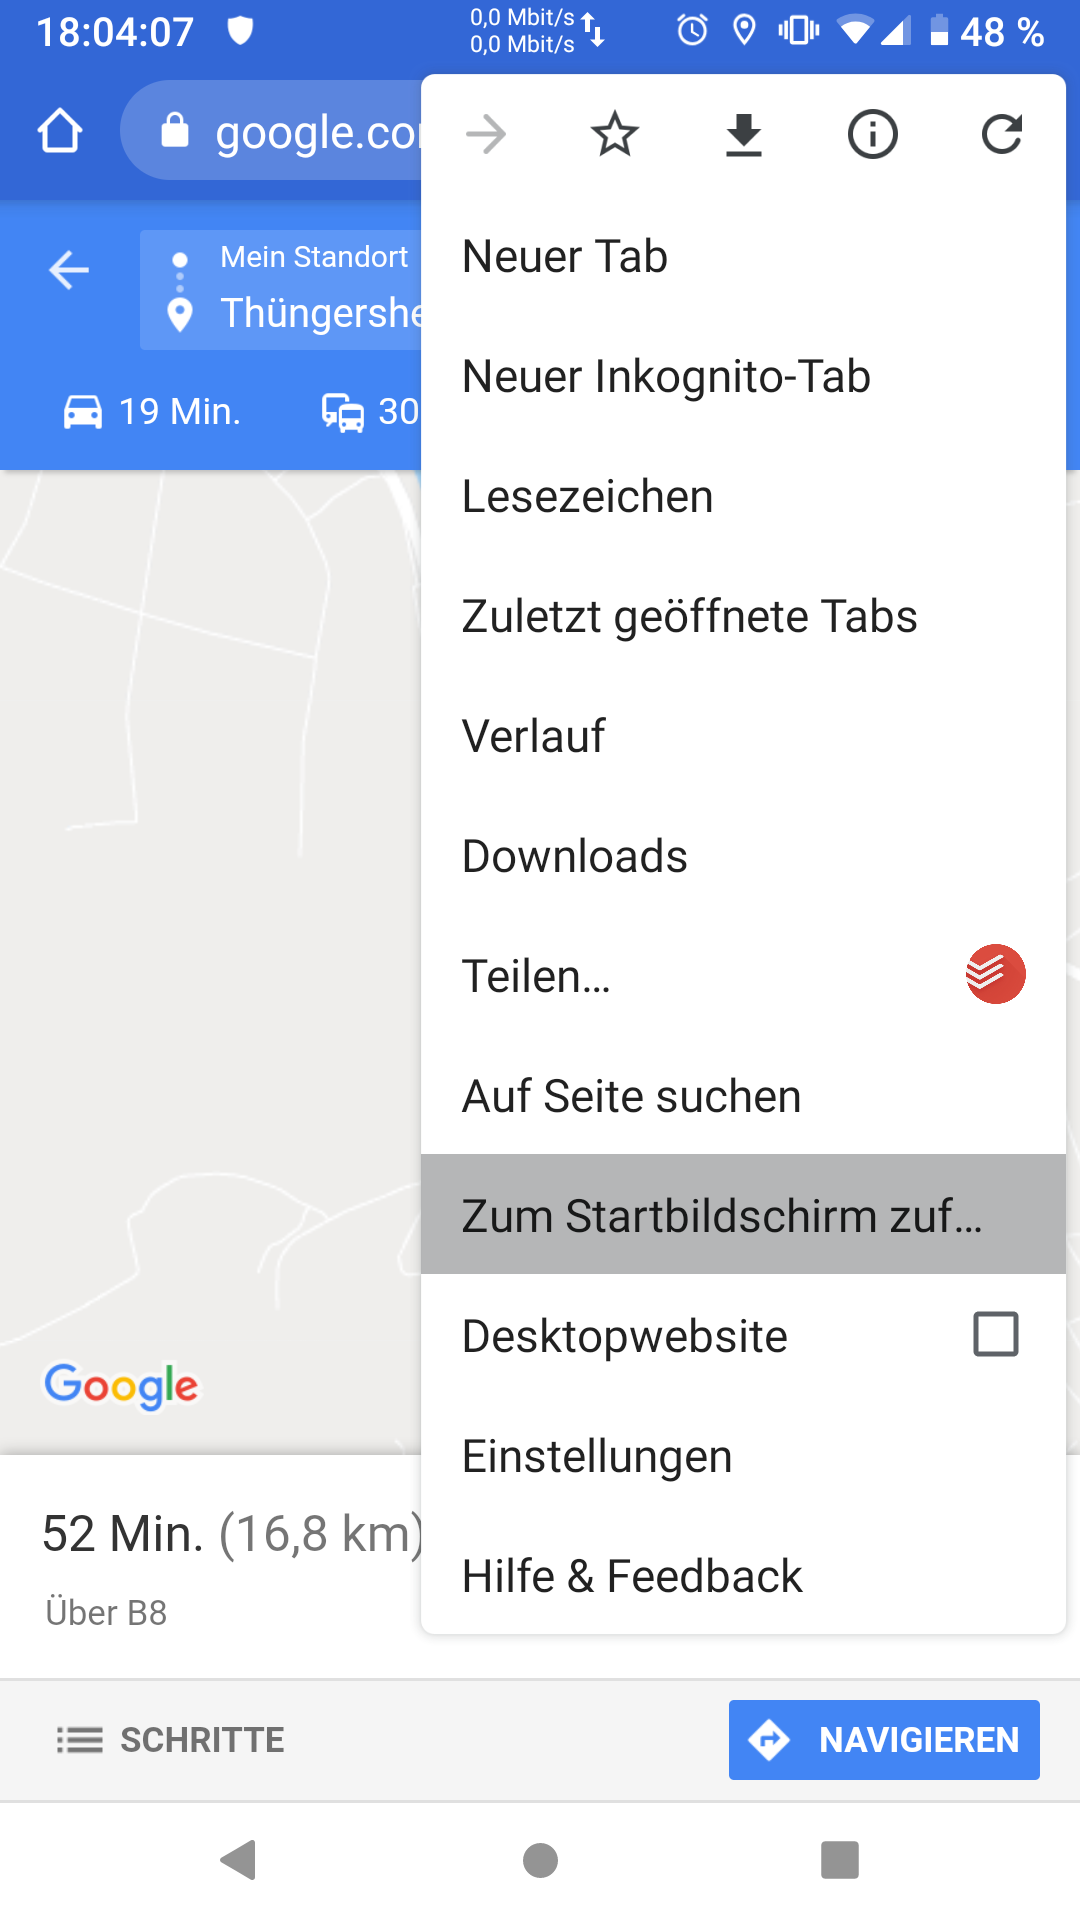 18:04:07
0,0 Mbit/s
0,0 Mbit/s
48 %
google.co
Mein Standort
Thüngershe
19 Min.
30
Neuer Tab
Neuer Inkognito-Tab
Lesezeichen
Zuletzt geöffnete Tabs
Verlauf
Downloads
Teilen…
Auf Seite suchen
Zum Startbildschirm zuf…
Desktopwebsite
Einstellungen
Hilfe & Feedback
Google
52 Min. (16,8 km)
Über B8
SCHRITTE
NAVIGIEREN